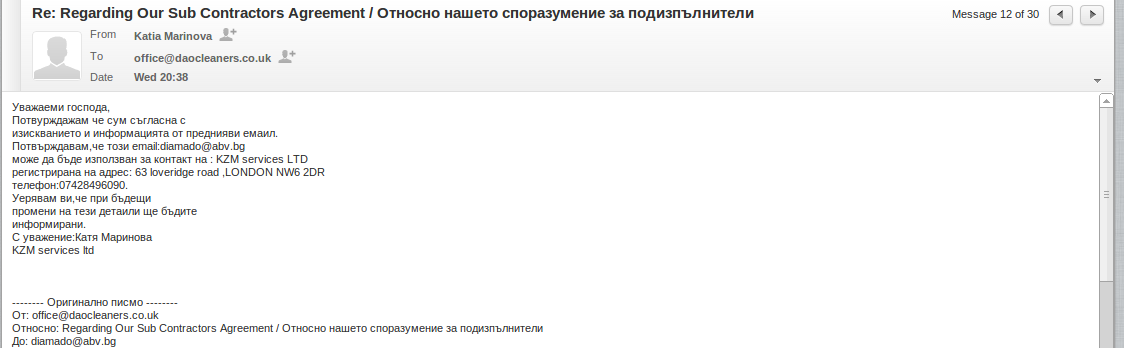 Re: Regarding Our Sub Contractors Agreement / Относно нашето споразумение за подизпълнители
Message 12 of 30
From Katia Marinova
To office@daocleaners.co.uk
Date Wed 20:38
Уважаеми господа,
Потвурждажам че сум съгласна с
изискванието и информацията от преднияви емаил.
Потвърждавам,че този email:diamado@abv.bg
може да бъде използван за контакт на : KZM services LTD
регистрирана на адрес: 63 loveridge road ,LONDON NW6 2DR
телефон:07428496090.
Уерявам ви,че при бъдещи
промени на тези детаили ще бъдите
информирани.
С уважение:Катя Маринова
KZM services ltd
-------- Оригинално писмо --------
От: office@daocleaners.co.uk
Относно: Regarding Our Sub Contractors Agreement / Относно нашето споразумение за подизпълнители
До: diamado@abv.bg